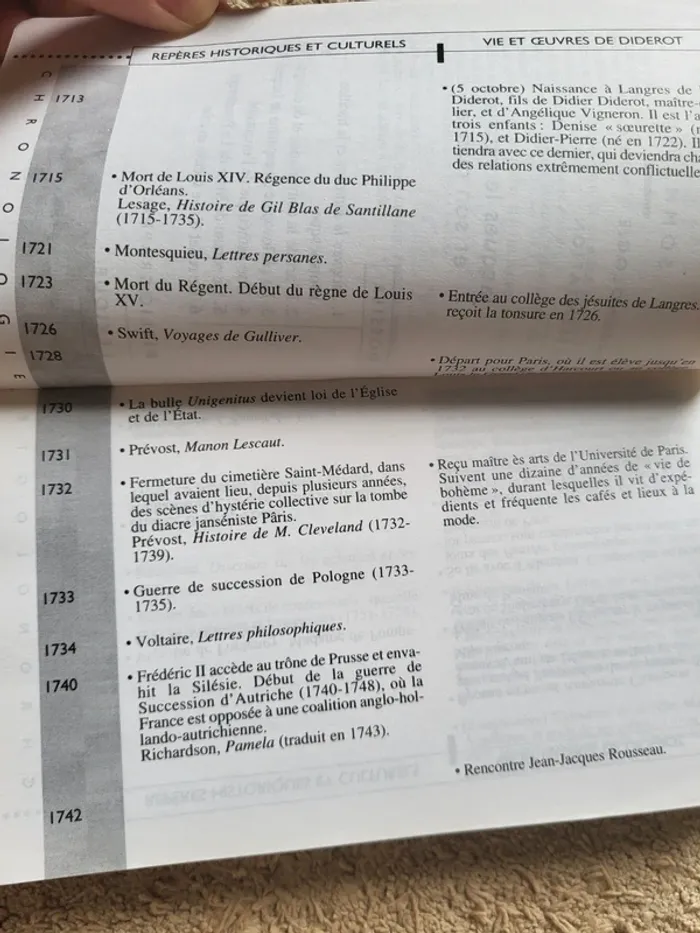 REPÈRES HISTORIQUES ET CULTURELS
VIE ET ŒUVRES DE DIDEROT
CHRONOLOGIE
1713
• (5 octobre) Naissance à Langres de
Diderot, fils de Didier Diderot, maître-
lier, et d'Angélique Vigneron. Il est l'a
trois enfants : Denise « sœurette » (
1715), et Didier-Pierre (né en 1722). Il
tiendra avec ce dernier, qui deviendra cha
des relations extrêmement conflictuelle
1715
• Mort de Louis XIV. Régence du duc Philippe
d'Orléans.
Lesage, Histoire de Gil Blas de Santillane
(1715-1735).
1721
• Montesquieu, Lettres persanes.
1723
• Mort du Régent. Début du règne de Louis
XV.
• Entrée au collège des jésuites de Langres.
reçoit la tonsure en 1726.
1726
• Swift, Voyages de Gulliver.
1728
• Départ pour Paris, où il est élève jusqu'en
1732 au collège d'Harcourt
1730
• La bulle Unigenitus devient loi de l'Église
et de l'État.
1731
• Prévost, Manon Lescaut.
1732
• Fermeture du cimetière Saint-Médard, dans
lequel avaient lieu, depuis plusieurs années,
des scènes d'hystérie collective sur la tombe
du diacre janséniste Pâris.
Prévost, Histoire de M. Cleveland (1732-
1739).
• Reçu maître ès arts de l'Université de Paris.
Suivent une dizaine d'années de « vie de
bohème », durant lesquelles il vit d'expé-
dients et fréquente les cafés et lieux à la
mode.
1733
• Guerre de succession de Pologne (1733-
1735).
1734
• Voltaire, Lettres philosophiques.
1740
• Frédéric II accède au trône de Prusse et enva-
hit la Silésie. Début de la guerre de
Succession d'Autriche (1740-1748), où la
France est opposée à une coalition anglo-hol-
lando-autrichienne.
Richardson, Pamela (traduit en 1743).
1742
• Rencontre Jean-Jacques Rousseau.